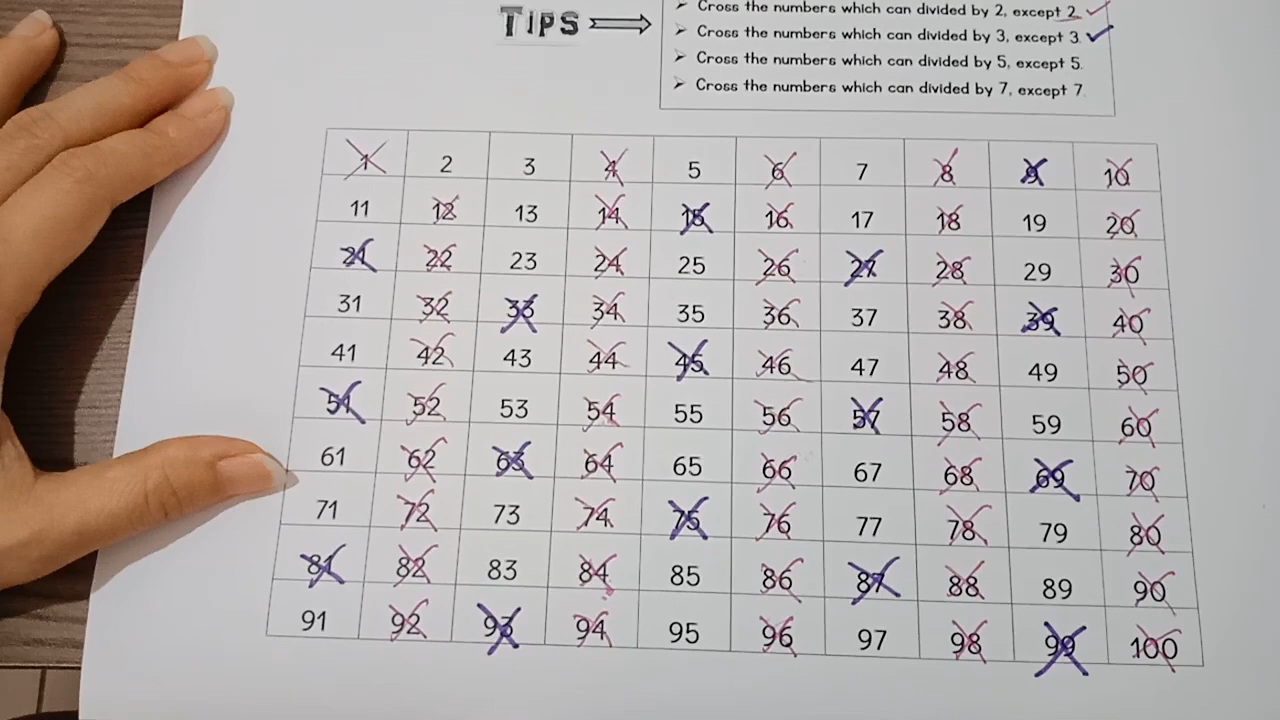 TIPS
Cross the numbers which can divided by 2, except 2
Cross the numbers which can divided by 3, except 3.
Cross the numbers which can divided by 5, except 5.
Cross the numbers which can divided by 7, except 7
1 2 3 4 5 6 7 8 9 10
11 12 13 14 15 16 17 18 19 20
21 22 23 24 25 26 27 28 29 30
31 32 33 34 35 36 37 38 39 40
41 42 43 44 45 46 47 48 49 50
51 52 53 54 55 56 57 58 59 60
61 62 63 64 65 66 67 68 69 70
71 72 73 74 75 76 77 78 79 80
81 82 83 84 85 86 87 88 89 90
91 92 93 94 95 96 97 98 99 100